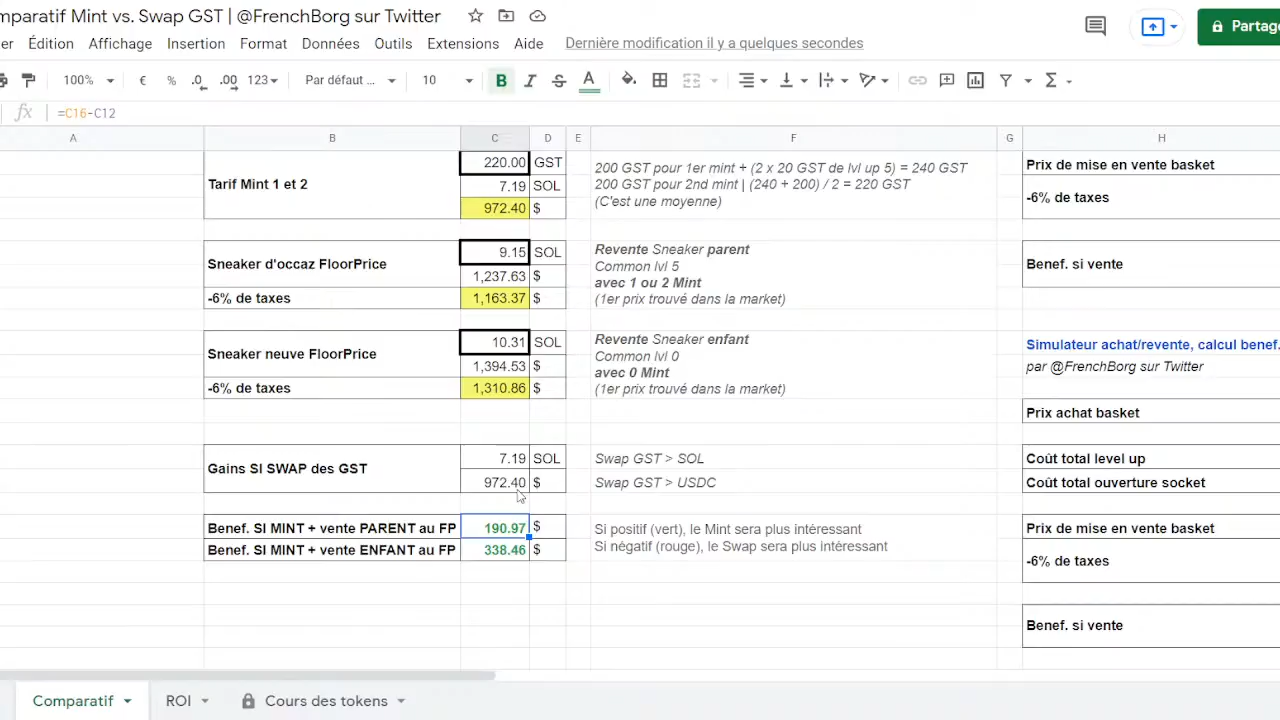 mparatif Mint vs. Swap GST | @FrenchBorg sur Twitter
er Édition Affichage Insertion Format Données Outils Extensions Aide Dernière modification il y a quelques secondes
Partage
100% € % .0 .00 123 Par défaut ... 10 B I S A
fx =C16-C12
A B C D E F G H
Tarif Mint 1 et 2
220.00 GST
7.19 SOL
972.40 $
200 GST pour 1er mint + (2 x 20 GST de lvl up 5) = 240 GST
200 GST pour 2nd mint | (240 + 200) / 2 = 220 GST
(C'est une moyenne)
Prix de mise en vente basket
-6% de taxes
Sneaker d'occaz FloorPrice
9.15 SOL
1,237.63 $
-6% de taxes 1,163.37 $
Revente Sneaker parent
Common lvl 5
avec 1 ou 2 Mint
(1er prix trouvé dans la market)
Benef. si vente
Sneaker neuve FloorPrice
10.31 SOL
1,394.53 $
-6% de taxes 1,310.86 $
Revente Sneaker enfant
Common lvl 0
avec 0 Mint
(1er prix trouvé dans la market)
Simulateur achat/revente, calcul benef.
par @FrenchBorg sur Twitter
Prix achat basket
Gains SI SWAP des GST
7.19 SOL
972.40 $
Swap GST > SOL
Swap GST > USDC
Coût total level up
Coût total ouverture socket
Benef. SI MINT + vente PARENT au FP 190.97 $
Benef. SI MINT + vente ENFANT au FP 338.46 $
Si positif (vert), le Mint sera plus intéressant
Si négatif (rouge), le Swap sera plus intéressant
Prix de mise en vente basket
-6% de taxes
Benef. si vente
Comparatif ROI Cours des tokens